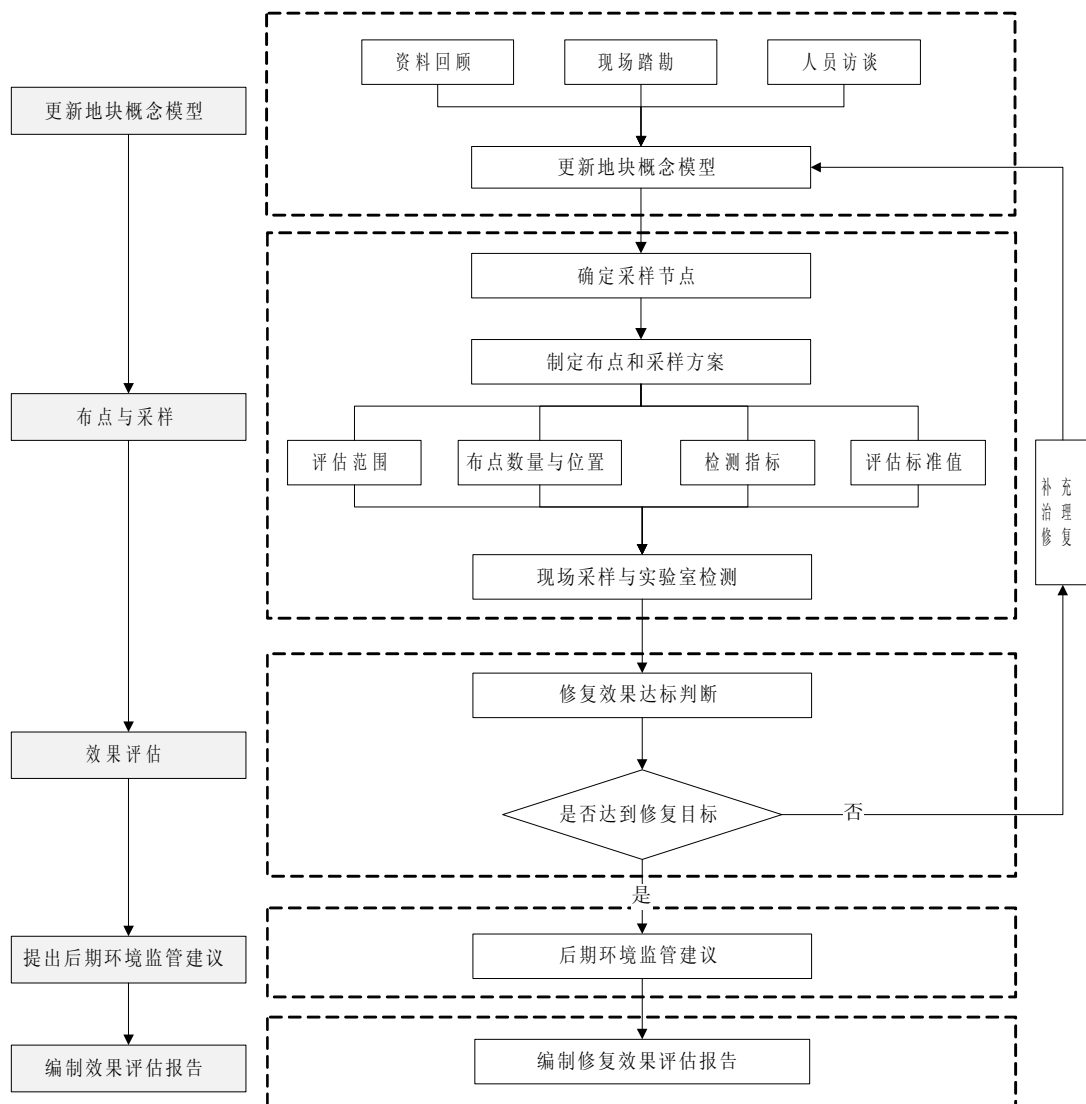 资料回顾
现场踏勘
人员访谈
更新地块概念模型
更新地块概念模型
确定采样节点
制定布点和采样方案
布点与采样
评估范围
布点数量与位置
检测指标
评估标准值
补充
治理
修复
现场采样与实验室检测
修复效果达标判断
效果评估
是否达到修复目标
否
是
提出后期环境监管建议
后期环境监管建议
编制效果评估报告
编制修复效果评估报告